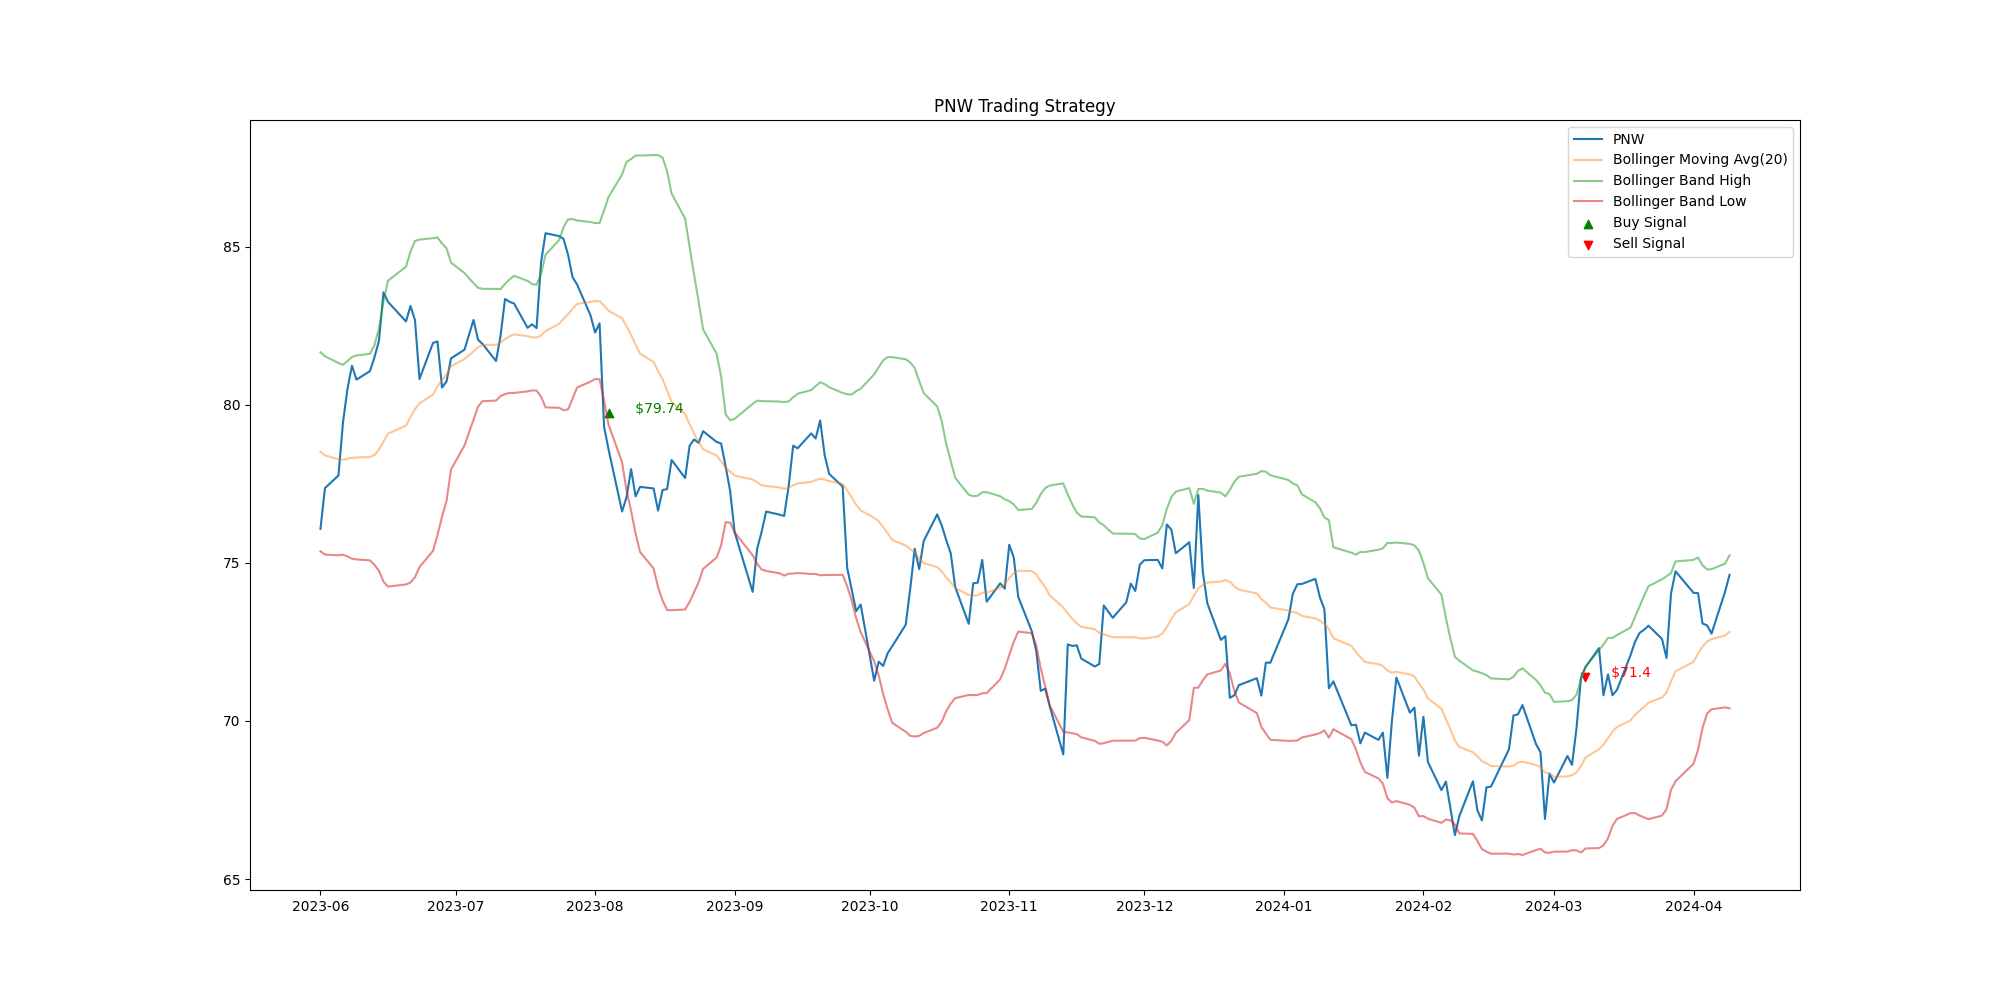 PNW Trading Strategy
PNW
Bollinger Moving Avg(20)
Bollinger Band High
Bollinger Band Low
Buy Signal
Sell Signal
85
80
75
70
65
$79.74
$71.4
2023-06 2023-07 2023-08 2023-09 2023-10 2023-11 2023-12 2024-01 2024-02 2024-03 2024-04